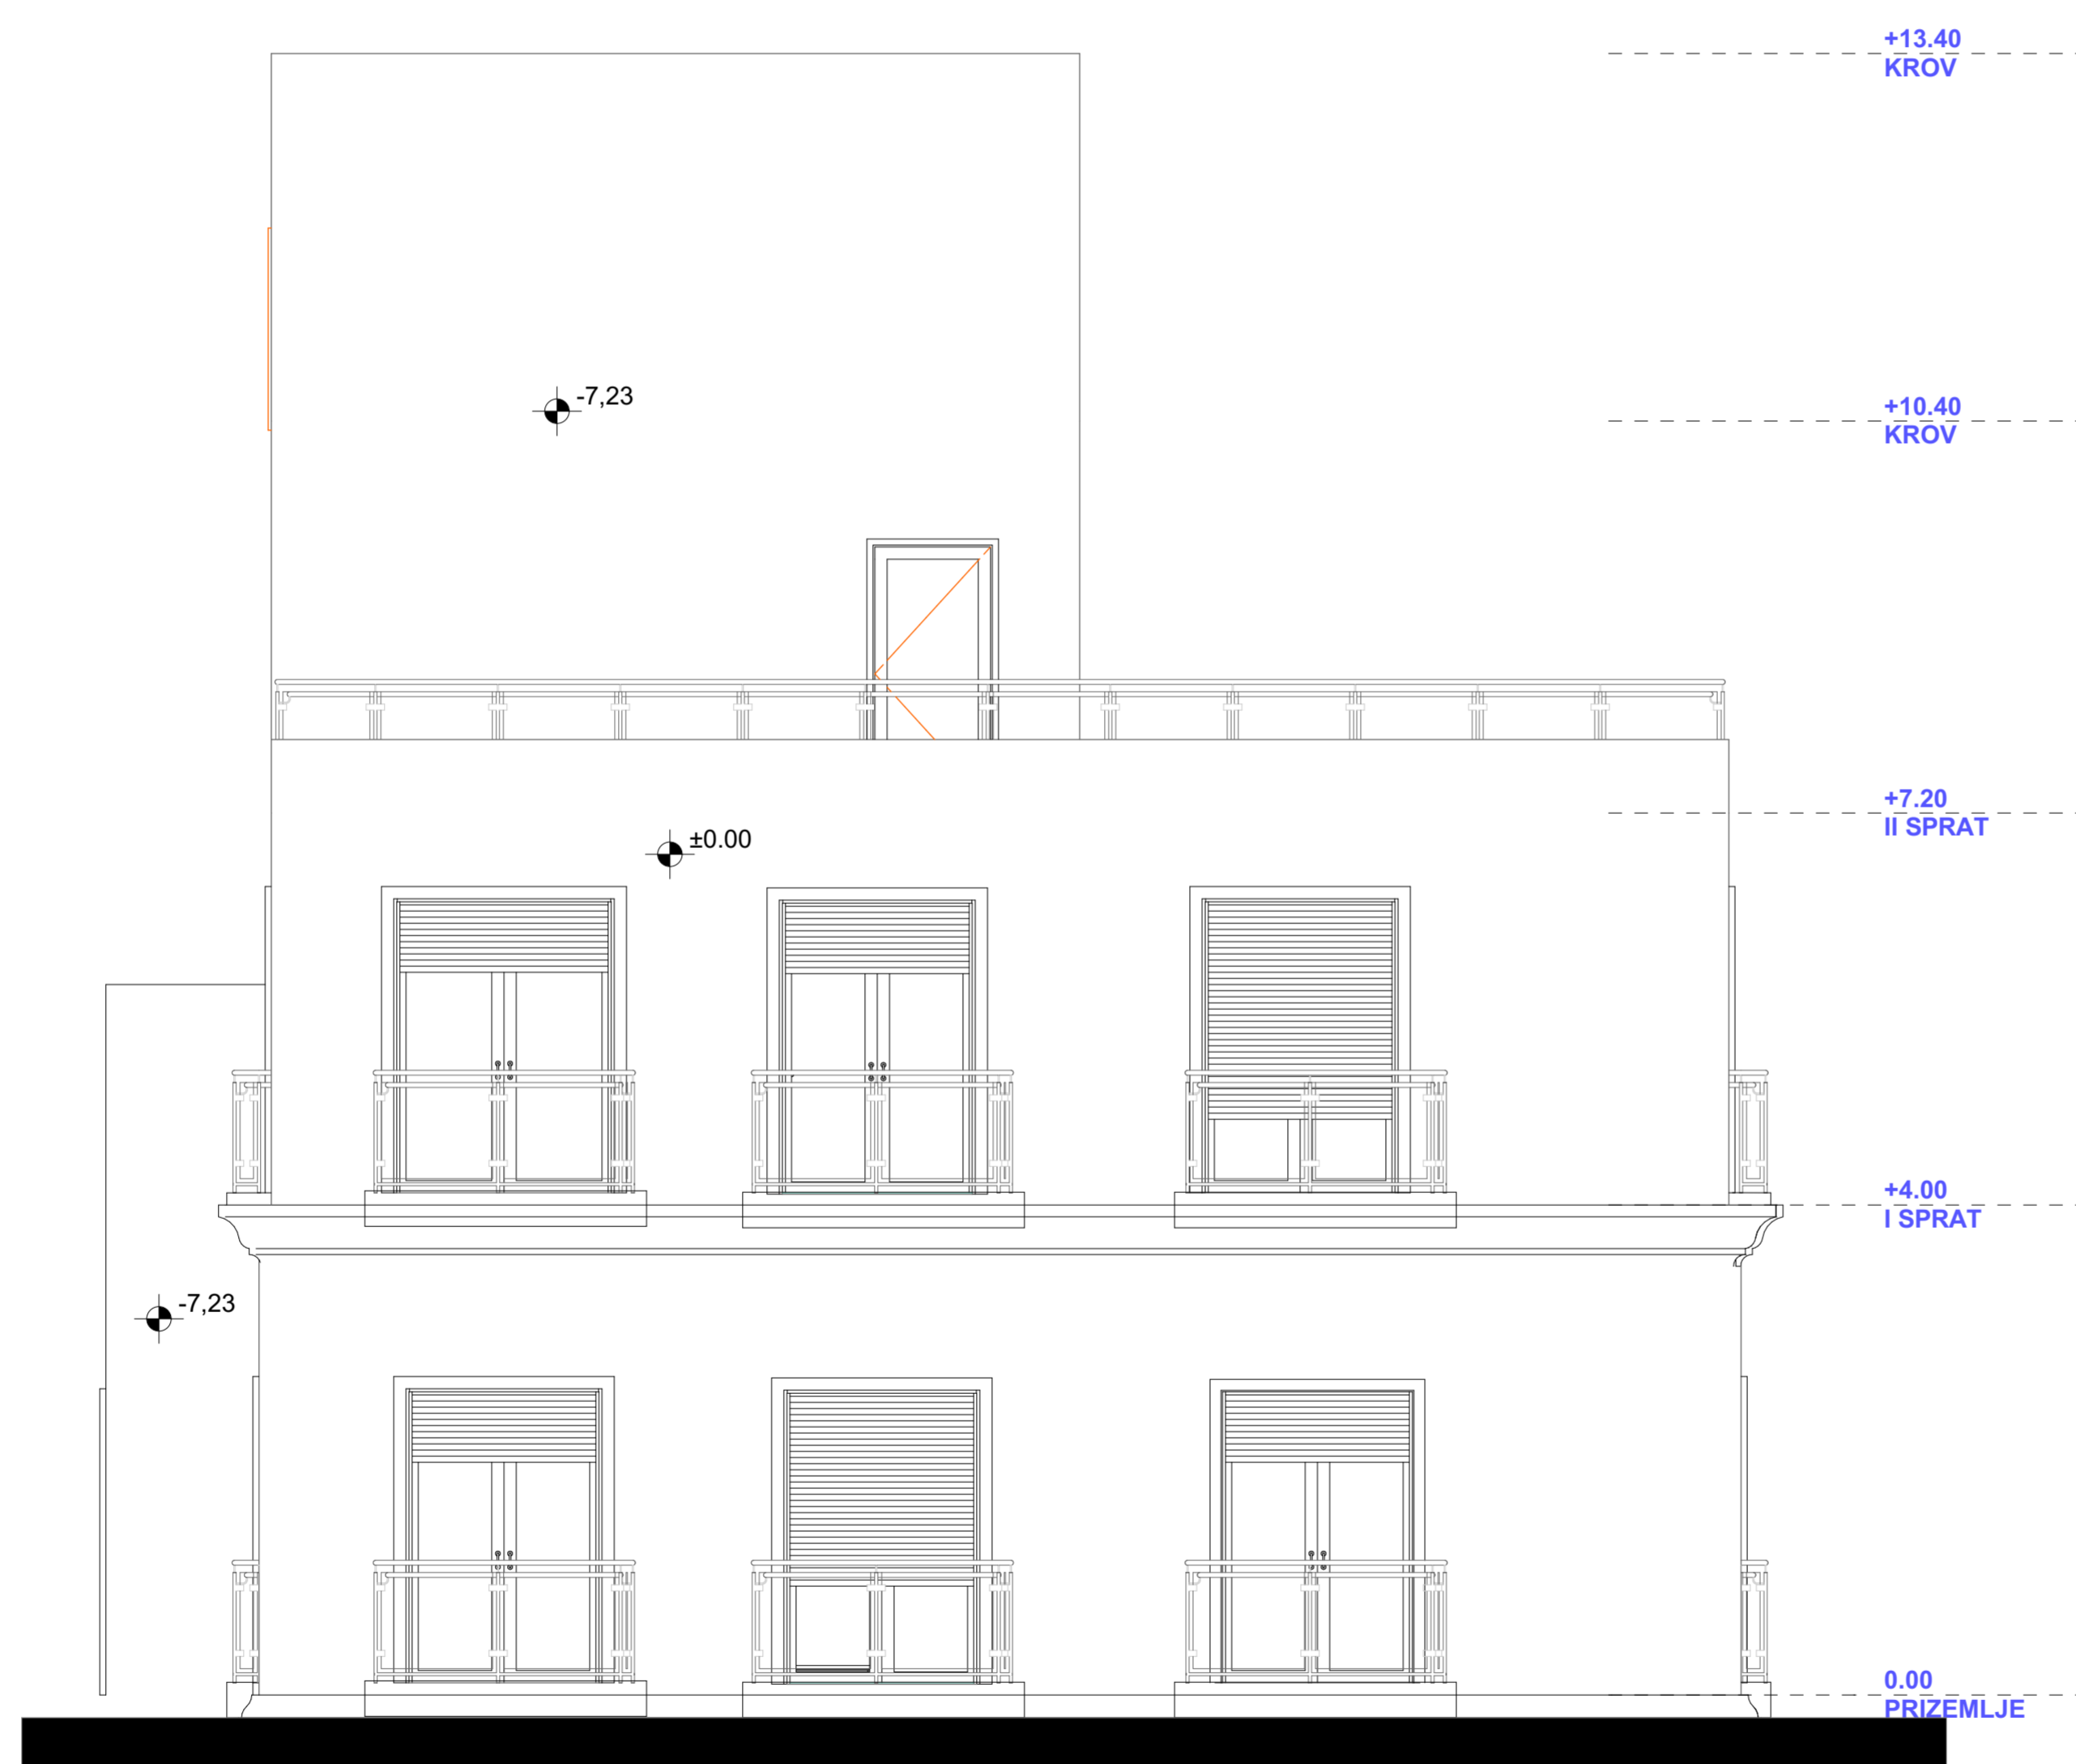 +13.40
KROV
-7,23
+10.40
KROV
+7.20
II SPRAT
±0.00
+4.00
I SPRAT
-7,23
0.00
PRIZEMLJE